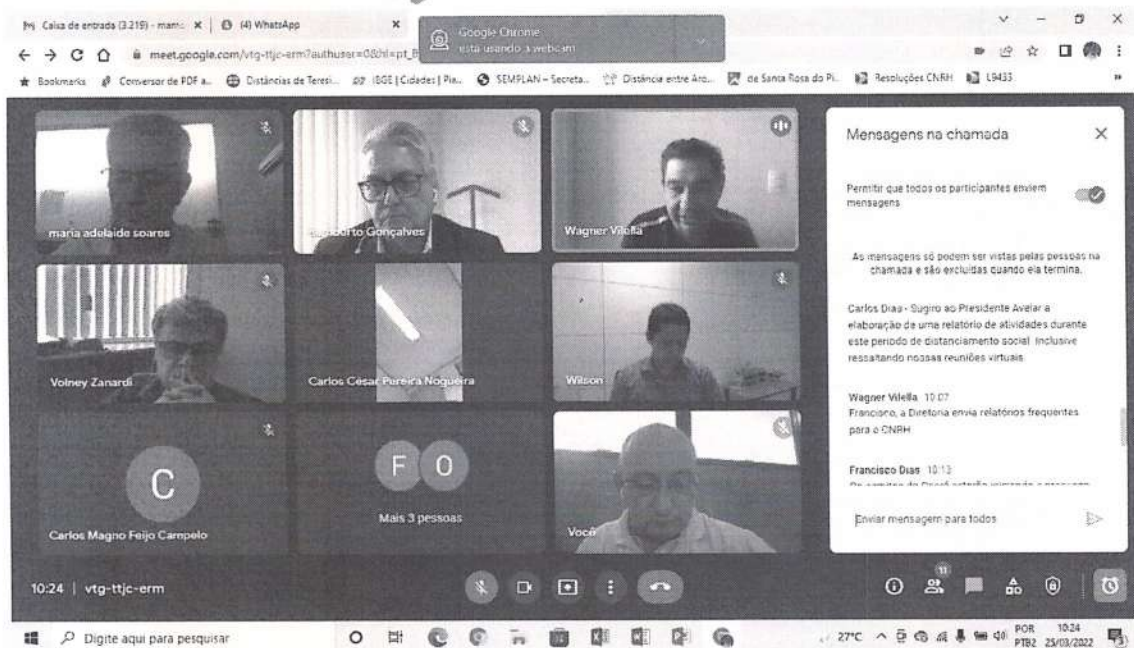 Caixa de entrada (3.219) - mam
(4) WhatsApp
Google Chrome
está usando a webcam
meet.google.com/vtg-ttjc-erm?authuser=0&hl=pt_B
Bookmarks
Conversor de PDF a...
Distâncias de Teresi...
IBGE | Cidades | Pia...
SEMPLAN – Secreta...
Distância entre Aro...
de Santa Rosa do Pi...
Resoluções CNRH
L9433
maria adelaide soares
Gonçalves
Wagner Vilella
Volney Zanardi
Carlos César Pereira Nogueira
Wilson
C
Carlos Magno Feijo Campelo
F O
Mais 3 pessoas
Você
Mensagens na chamada
Permitir que todos os participantes enviem
mensagens
As mensagens só podem ser vistas pelas pessoas na
chamada e são excluídas quando ela termina.
Carlos Dias - Sugiro ao Presidente Avelar a
elaboração de uma relatório de atividades durante
este período de distanciamento social. Inclusive
ressaltando nossas reuniões virtuais.
Wagner Vilella 10:07
Francisco, a Diretoria envia relatórios frequentes
para o CNRH
Francisco Dias 10:13
Enviar mensagem para todos
10:24 | vtg-ttjc-erm
11
Digite aqui para pesquisar
27°C
POR
PTB2
10:24
25/03/2022